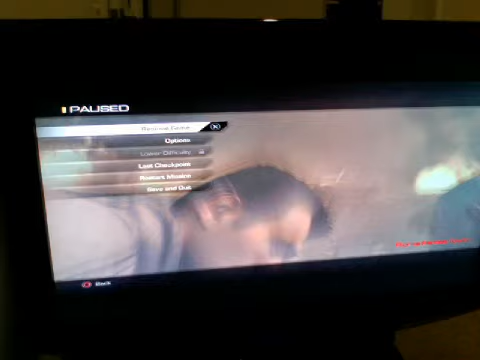 PAUSED
Resume Game
Options
Lower Difficulty
Last Checkpoint
Restart Mission
Save and Quit
Back